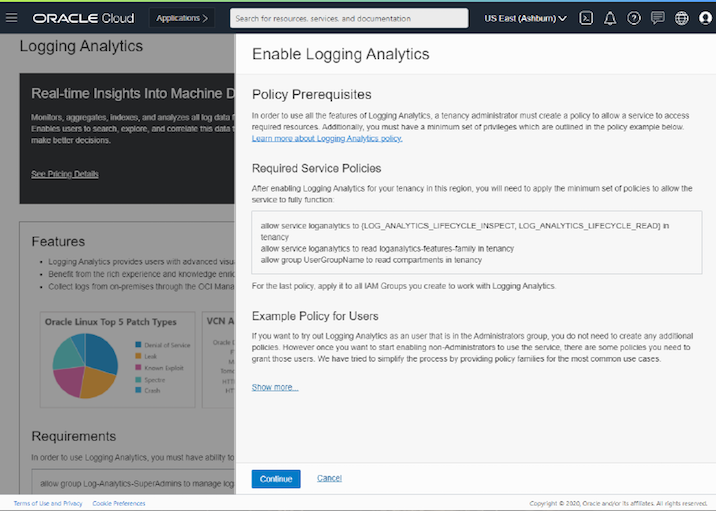 ORACLE Cloud
Applications >
Search for resources, services, and documentation
US East (Ashburn)
Logging Analytics
Real-time Insights Into Machine D
Monitors, aggregates, indexes, and analyzes all log data f
Enables users to search, explore, and correlate this data t
make better decisions.
See Pricing Details
Features
• Logging Analytics provides users with advanced visu
• Benefit from the rich experience and knowledge enric
• Collect logs from on-premises through the OCI Manag
Oracle Linux Top 5 Patch Types
Denial of Service
Leak
Known Exploit
Spectre
Crash
VCN A
Oracle L
Requirements
In order to use Logging Analytics, you must have ability to
allow group Log-Analytics-SuperAdmins to manage log
Enable Logging Analytics
Policy Prerequisites
In order to use all the features of Logging Analytics, a tenancy administrator must create a policy to allow a service to access
required resources. Additionally, you must have a minimum set of privileges which are outlined in the policy example below.
Learn more about Logging Analytics policy.
Required Service Policies
After enabling Logging Analytics for your tenancy in this region, you will need to apply the minimum set of policies to allow the
service to fully function:
allow service loganalytics to {LOG_ANALYTICS_LIFECYCLE_INSPECT, LOG_ANALYTICS_LIFECYCLE_READ} in
tenancy
allow service loganalytics to read loganalytics-features-family in tenancy
allow group UserGroupName to read compartments in tenancy
For the last policy, apply it to all IAM Groups you create to work with Logging Analytics.
Example Policy for Users
If you want to try out Logging Analytics as an user that is in the Administrators group, you do not need to create any additional
policies. However once you want to start enabling non-Administrators to use the service, there are some policies you need to
grant those users. We have tried to simplify the process by providing policy families for the most common use cases.
Show more...
Continue
Cancel
Terms of Use and Privacy
Cookie Preferences
Copyright © 2020, Oracle and/or its affiliates. All rights reserved.